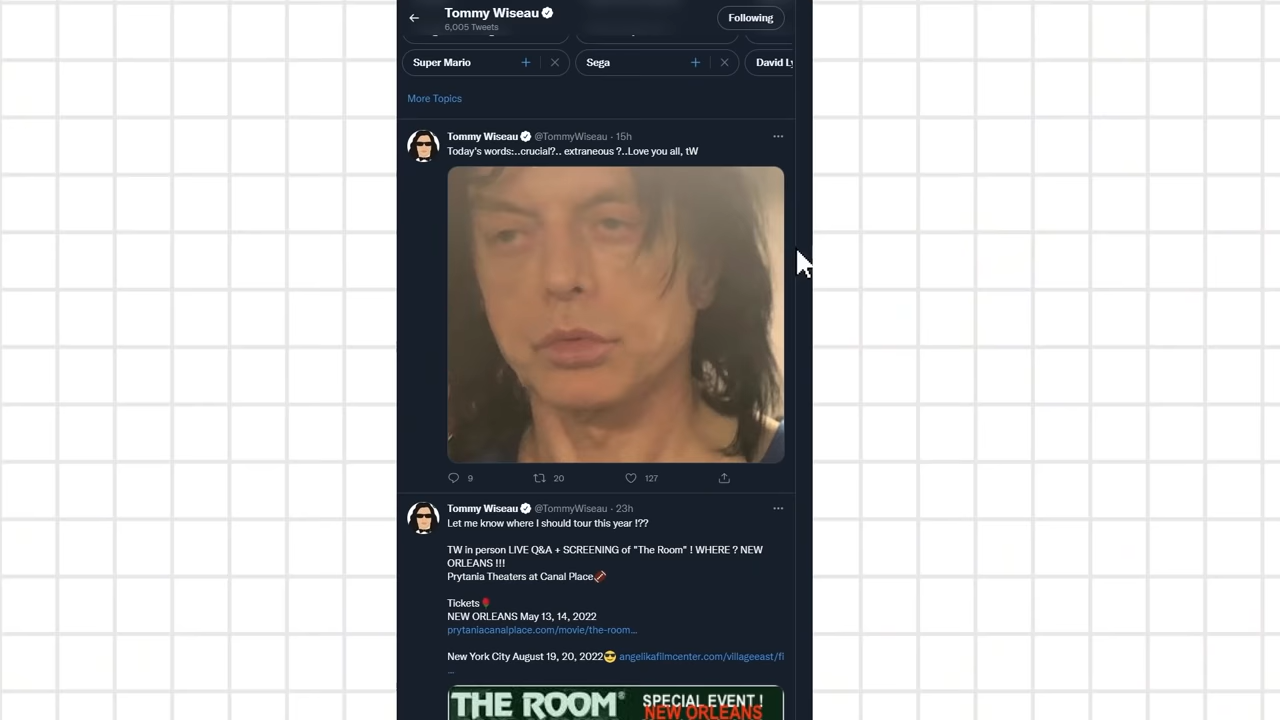 Tommy Wiseau
6,005 Tweets
Following
Super Mario
Sega
David Ly
More Topics
Tommy Wiseau @TommyWiseau · 15h
Today's words:..crucial?.. extraneous ?..Love you all, tW
9 20 127
Tommy Wiseau @TommyWiseau · 23h
Let me know where I should tour this year !??
TW in person LIVE Q&A + SCREENING of "The Room" ! WHERE ? NEW
ORLEANS !!!
Prytania Theaters at Canal Place🏈
Tickets🌹
NEW ORLEANS May 13, 14, 2022
prytaniacanalplace.com/movie/the-room…
New York City August 19, 20, 2022😎 angelikafilmcenter.com/villageeast/fi
…
THE ROOM® SPECIAL EVENT !
NEW ORLEANS